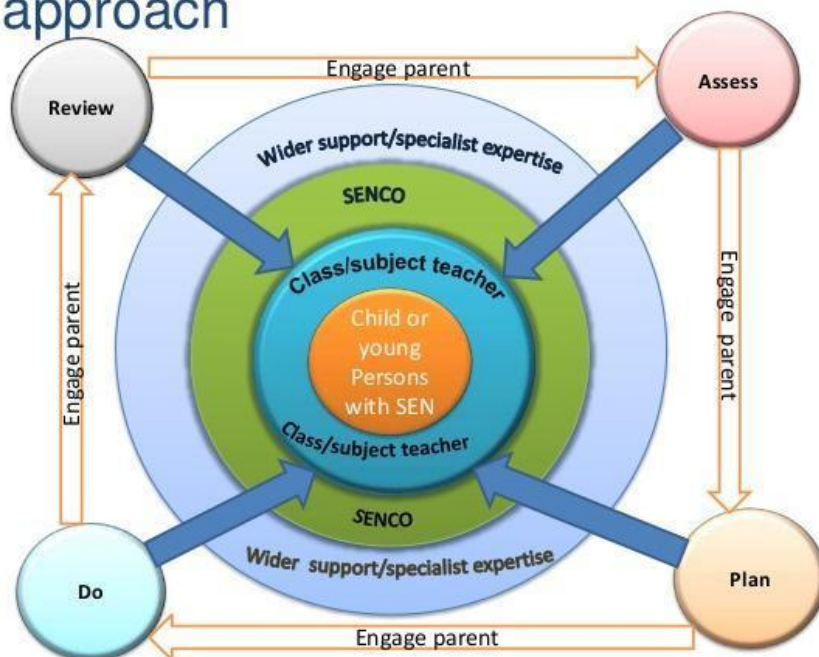 approach
Engage parent
Review
Assess
Wider support/specialist expertise
SENCO
Class/subject teacher
Child or
young
Persons
with SEN
Engage parent
Engage parent
Class/subject teacher
SENCO
Wider support/specialist expertise
Do
Plan
Engage parent